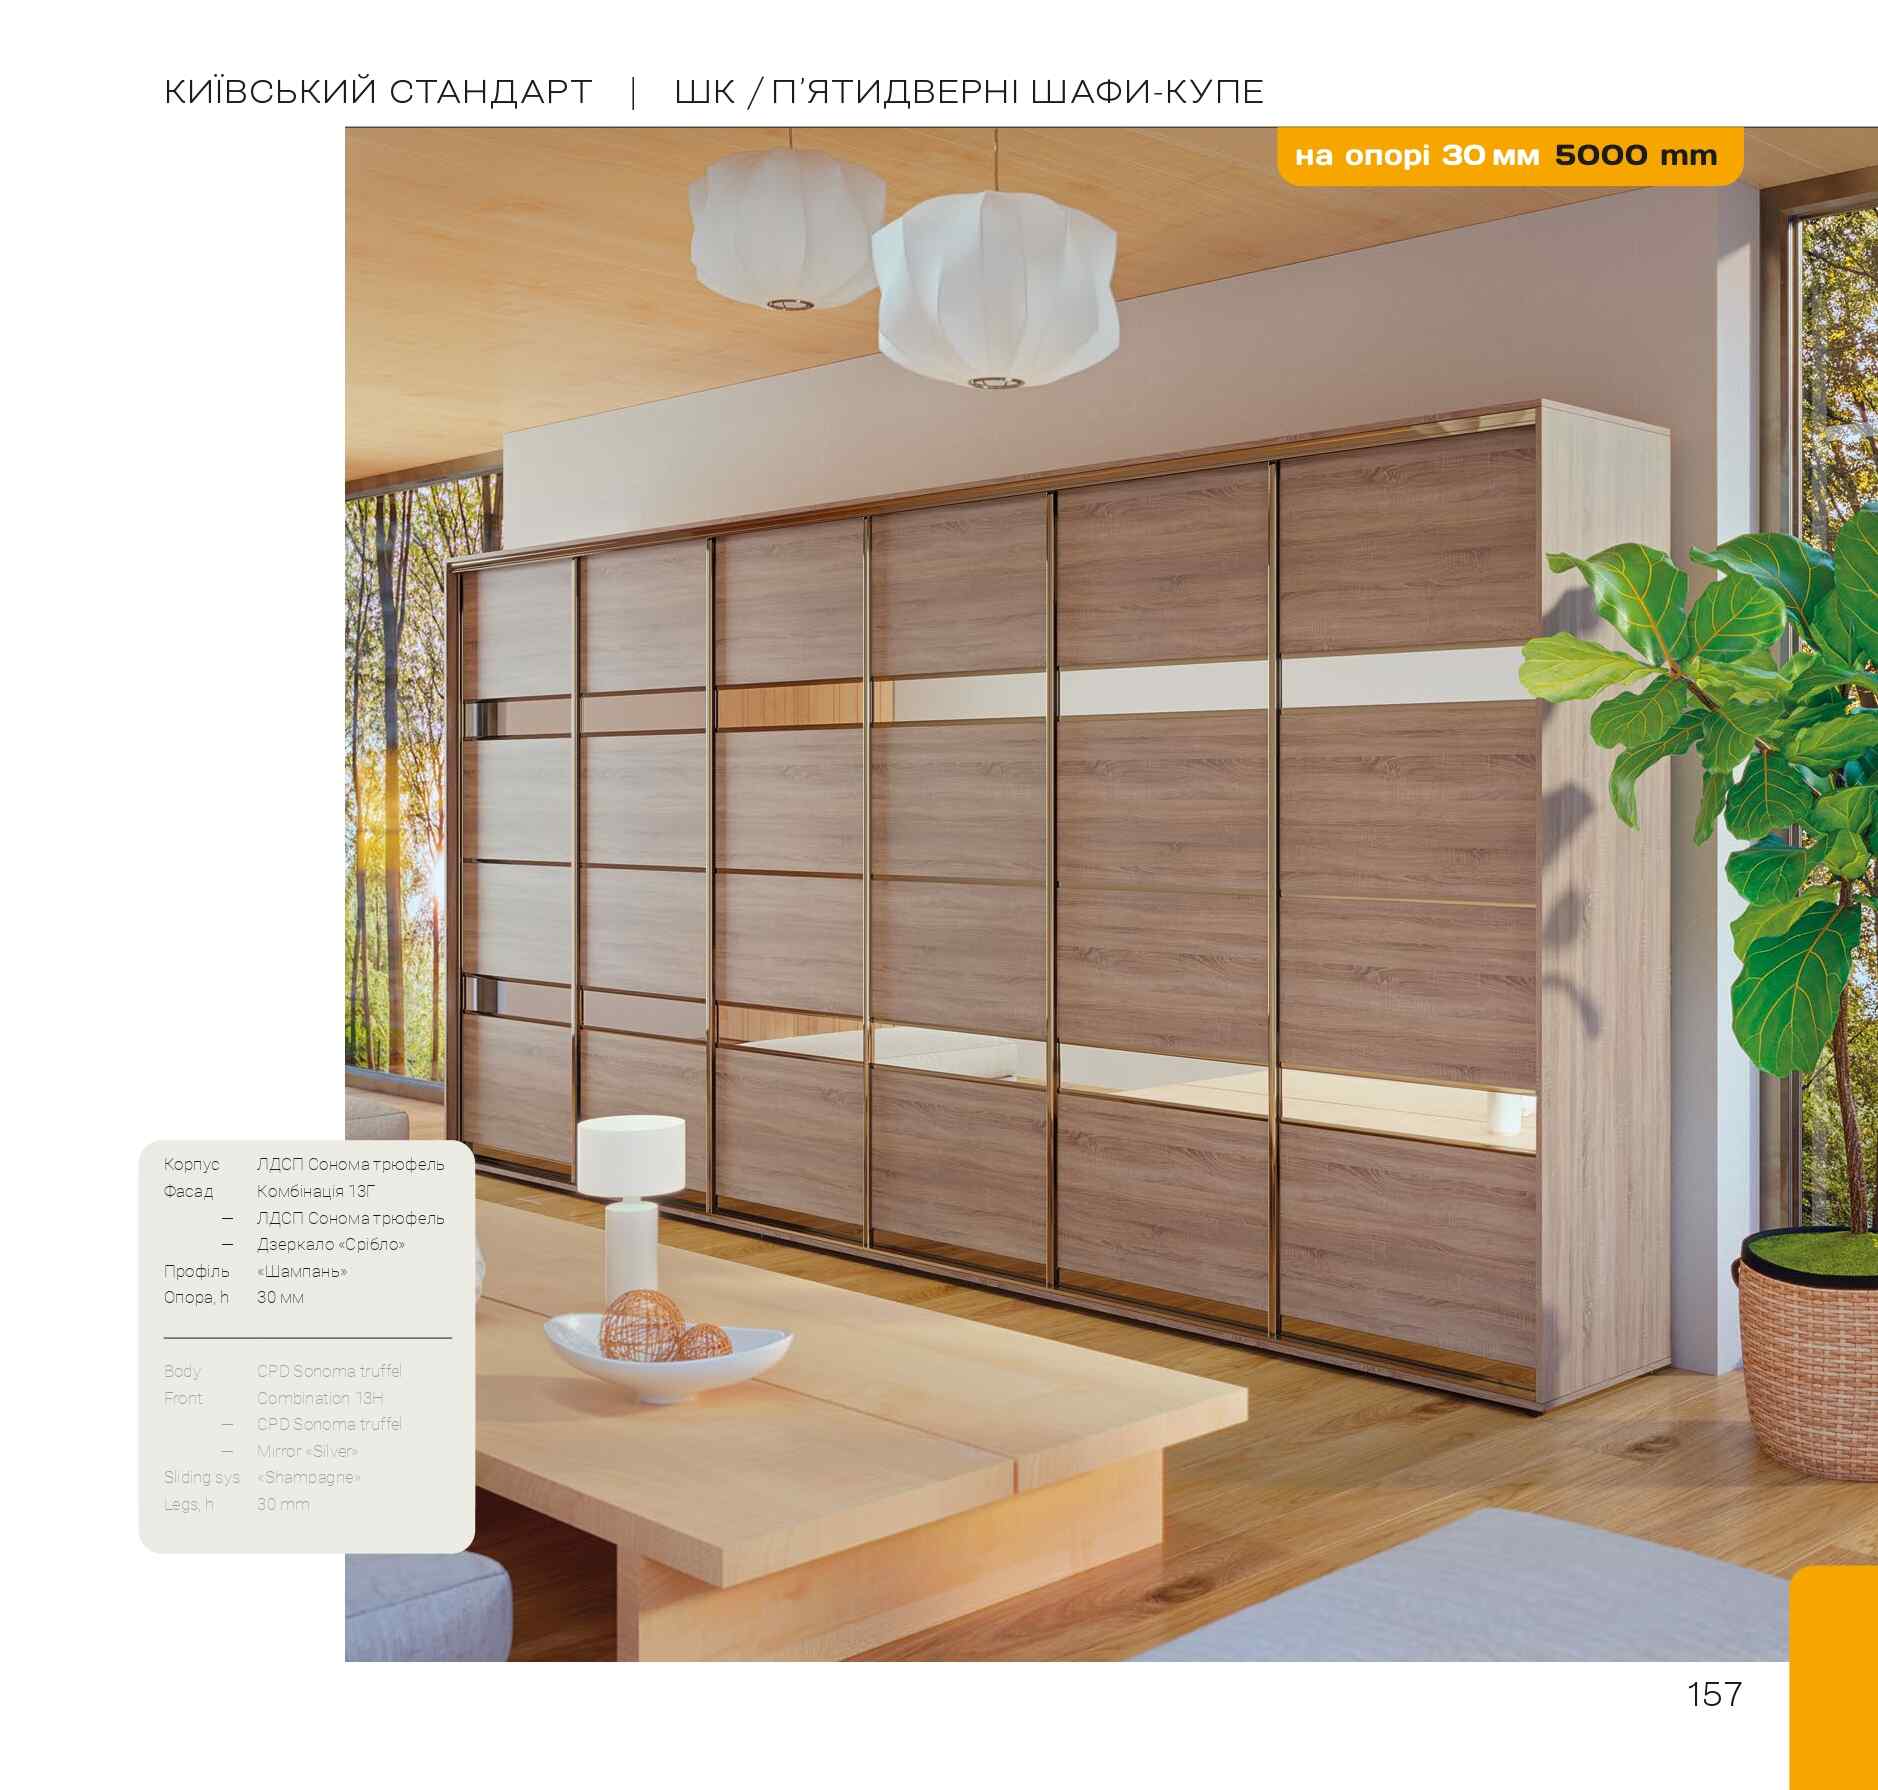 КИЇВСЬКИЙ СТАНДАРТ | ШК / П’ЯТИДВЕРНІ ШАФИ-КУПЕ
на опорі 30 мм 5000 mm
Корпус ЛДСП Сонома трюфель
Фасад Комбінація 13Г
— ЛДСП Сонома трюфель
— Дзеркало «Срібло»
Профіль «Шампань»
Опора, h 30 мм
Body CPD Sonoma truffel
Front Combination 13H
— CPD Sonoma truffel
— Mirror «Silver»
Sliding sys «Shampagne»
Legs, h 30 mm
157